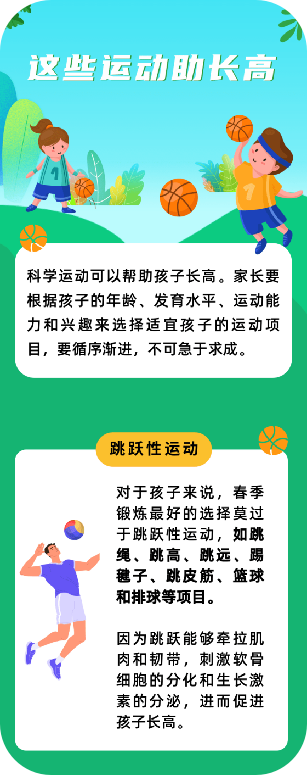 这些运动助长高
科学运动可以帮助孩子长高。家长要
根据孩子的年龄、发育水平、运动能
力和兴趣来选择适宜孩子的运动项
目，要循序渐进，不可急于求成。
跳跃性运动
对于孩子来说，春季
锻炼最好的选择莫过
于跳跃性运动，如跳
绳、跳高、跳远、踢
毽子、跳皮筋、篮球
和排球等项目。
因为跳跃能够牵拉肌
肉和韧带，刺激软骨
细胞的分化和生长激
素的分泌，进而促进
孩子长高。